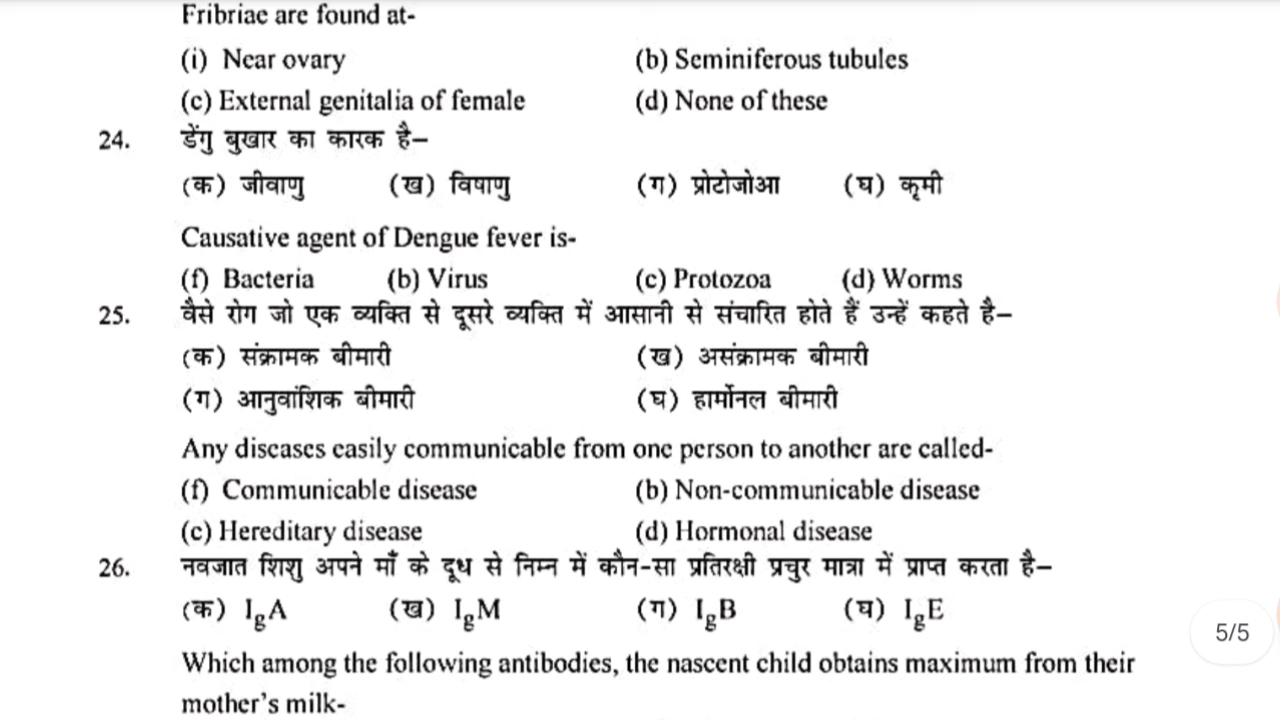 Fribriae are found at-
(i) Near ovary (b) Seminiferous tubules
(c) External genitalia of female (d) None of these
24. डेंगु बुखार का कारक है–
(क) जीवाणु (ख) विषाणु (ग) प्रोटोजोआ (घ) कृमी
Causative agent of Dengue fever is-
(f) Bacteria (b) Virus (c) Protozoa (d) Worms
25. वैसे रोग जो एक व्यक्ति से दूसरे व्यक्ति में आसानी से संचारित होते हैं उन्हें कहते है–
(क) संक्रामक बीमारी (ख) असंक्रामक बीमारी
(ग) आनुवांशिक बीमारी (घ) हार्मोनल बीमारी
Any diseases easily communicable from one person to another are called-
(f) Communicable disease (b) Non-communicable disease
(c) Hereditary disease (d) Hormonal disease
26. नवजात शिशु अपने माँ के दूध से निम्न में कौन-सा प्रतिरक्षी प्रचुर मात्रा में प्राप्त करता है–
(क) IgA (ख) IgM (ग) IgB (घ) IgE
5/5
Which among the following antibodies, the nascent child obtains maximum from their
mother's milk-